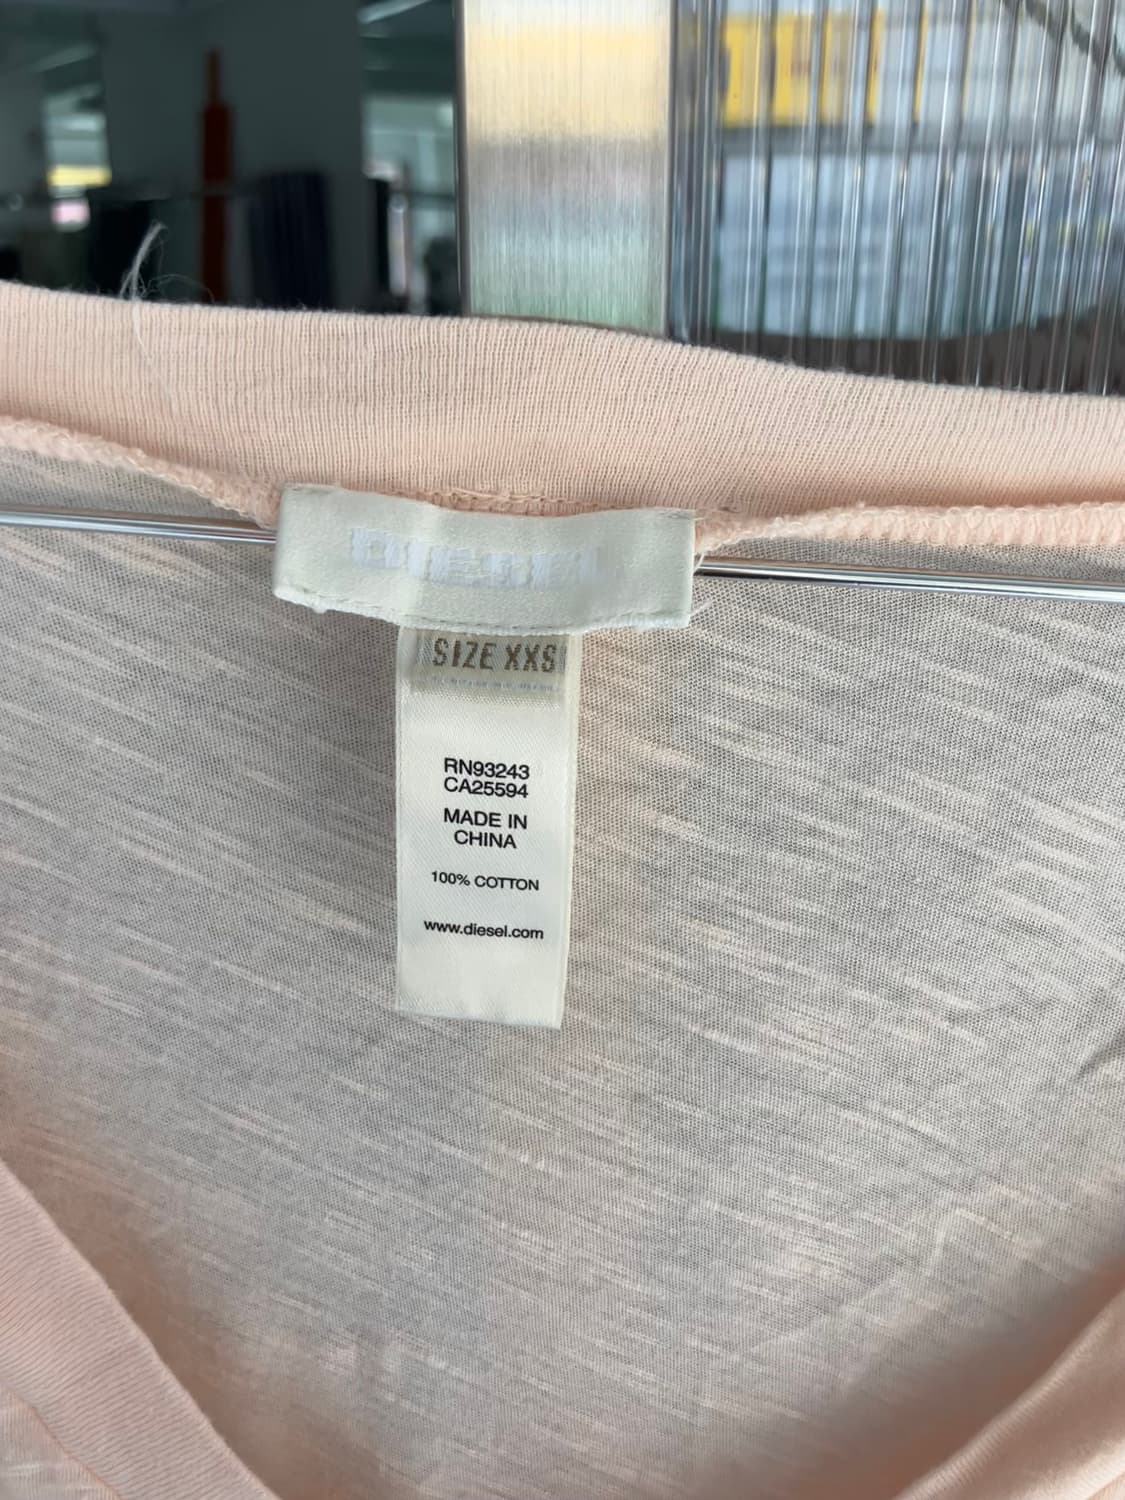 DIESEL
SIZE XXS
RN93243
CA25594
MADE IN
CHINA
100% COTTON
www.diesel.com